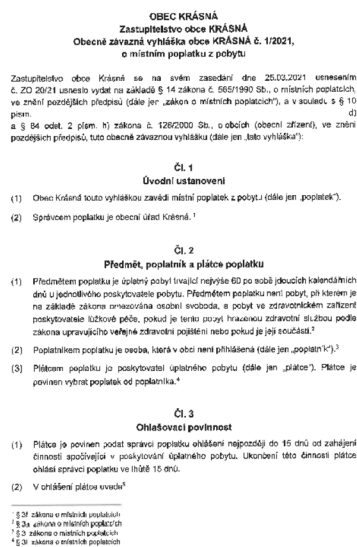 OBEC KRÁSNÁ
Zastupitelstvo obce KRÁSNÁ
Obecně závazná vyhláška obce KRÁSNÁ č. 1/2021,
o místním poplatku z pobytu
Zastupitelstvo obce Krásná se na svém zasedání dne 25.03.2021 usnesením
č. ZO 20/21 usneslo vydat na základě § 14 zákona č. 565/1990 Sb., o místních poplatcích,
ve znění pozdějších předpisů (dále jen „zákon o místních poplatcích“), a v souladu s § 10
písm. d)
a § 84 odst. 2 písm. h) zákona č. 128/2000 Sb., o obcích (obecní zřízení), ve znění
pozdějších předpisů, tuto obecně závaznou vyhlášku (dále jen „tato vyhláška“):
Čl. 1
Úvodní ustanovení
(1) Obec Krásná touto vyhláškou zavádí místní poplatek z pobytu (dále jen „poplatek“).
(2) Správcem poplatku je obecní úřad Krásná.¹
Čl. 2
Předmět, poplatník a plátce poplatku
(1) Předmětem poplatku je úplatný pobyt trvající nejvýše 60 po sobě jdoucích kalendářních
dnů u jednotlivého poskytovatele pobytu. Předmětem poplatku není pobyt, při kterém je
na základě zákona omezována osobní svoboda, a pobyt ve zdravotnickém zařízení
poskytovatele lůžkové péče, pokud je tento pobyt hrazenou zdravotní službou podle
zákona upravujícího veřejné zdravotní pojištění nebo pokud je její součástí.²
(2) Poplatníkem poplatku je osoba, která v obci není přihlášená (dále jen „poplatník“).³
(3) Plátcem poplatku je poskytovatel úplatného pobytu (dále jen „plátce“). Plátce je
povinen vybrat poplatek od poplatníka.⁴
Čl. 3
Ohlašovací povinnost
(1) Plátce je povinen podat správci poplatku ohlášení nejpozději do 15 dnů od zahájení
činnosti spočívající v poskytování úplatného pobytu. Ukončení této činnosti plátce
ohlásí správci poplatku ve lhůtě 15 dnů.
(2) V ohlášení plátce uvede⁵
¹ § 3f zákona o místních poplatcích
² § 3a zákona o místních poplatcích
³ § 3 zákona o místních poplatcích
⁴ § 3f zákona o místních poplatcích